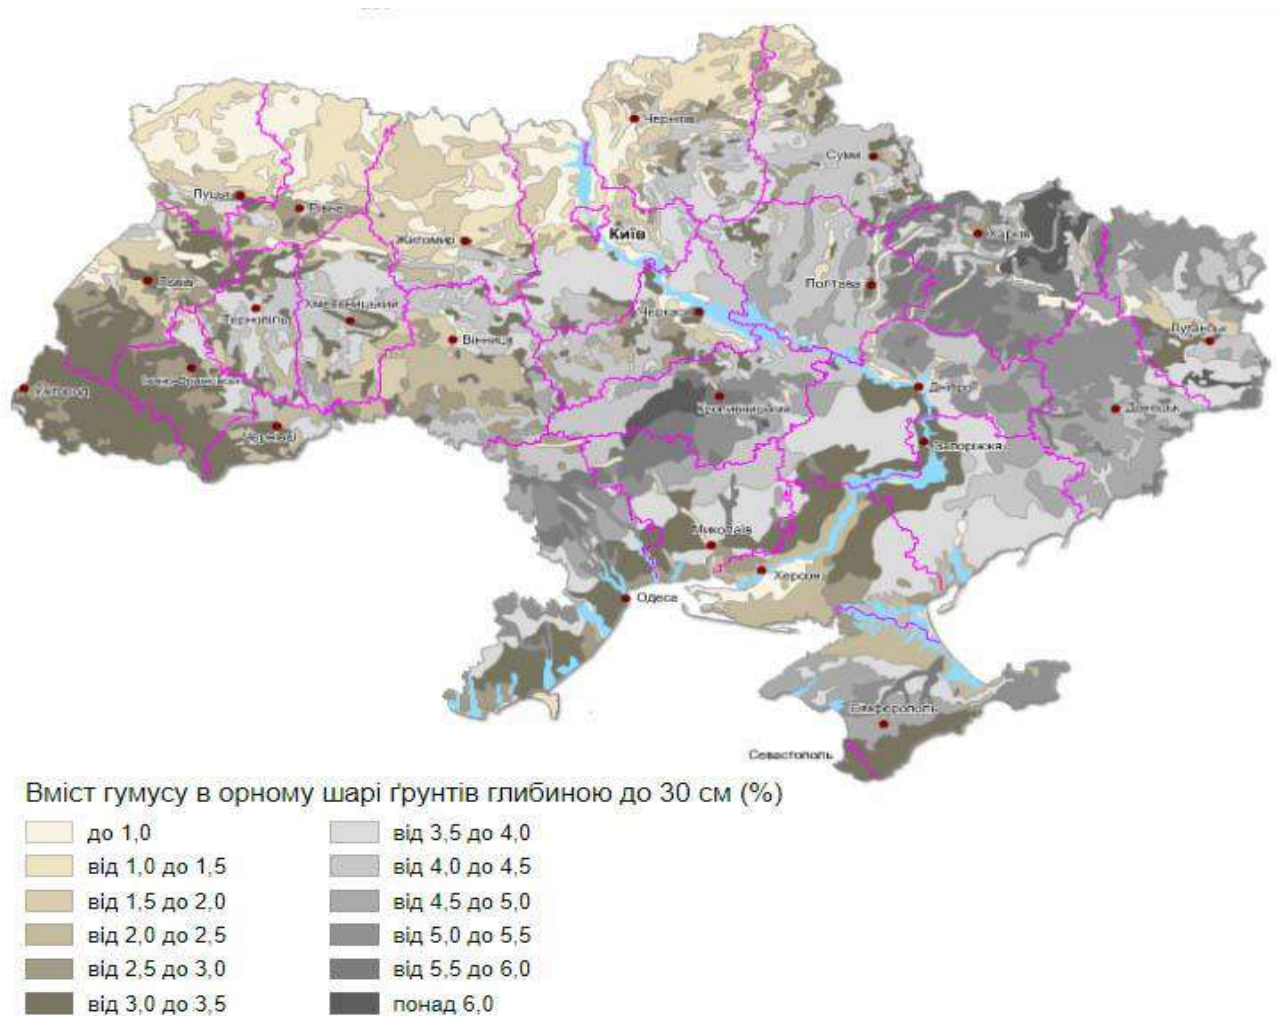 Чернігів
Суми
Луцьк
Рівне
Київ
Харків
Житомир
Львів
Полтава
Тернопіль
Хмельницький
Черкаси
Луганськ
Вінниця
Ужгород
Дніпро
Кропивницький
Донецьк
Чернівці
Запоріжжя
Миколаїв
Херсон
Одеса
Сімферополь
Севастополь
Вміст гумусу в орному шарі ґрунтів глибиною до 30 см (%)
до 1,0
від 1,0 до 1,5
від 1,5 до 2,0
від 2,0 до 2,5
від 2,5 до 3,0
від 3,0 до 3,5
від 3,5 до 4,0
від 4,0 до 4,5
від 4,5 до 5,0
від 5,0 до 5,5
від 5,5 до 6,0
понад 6,0